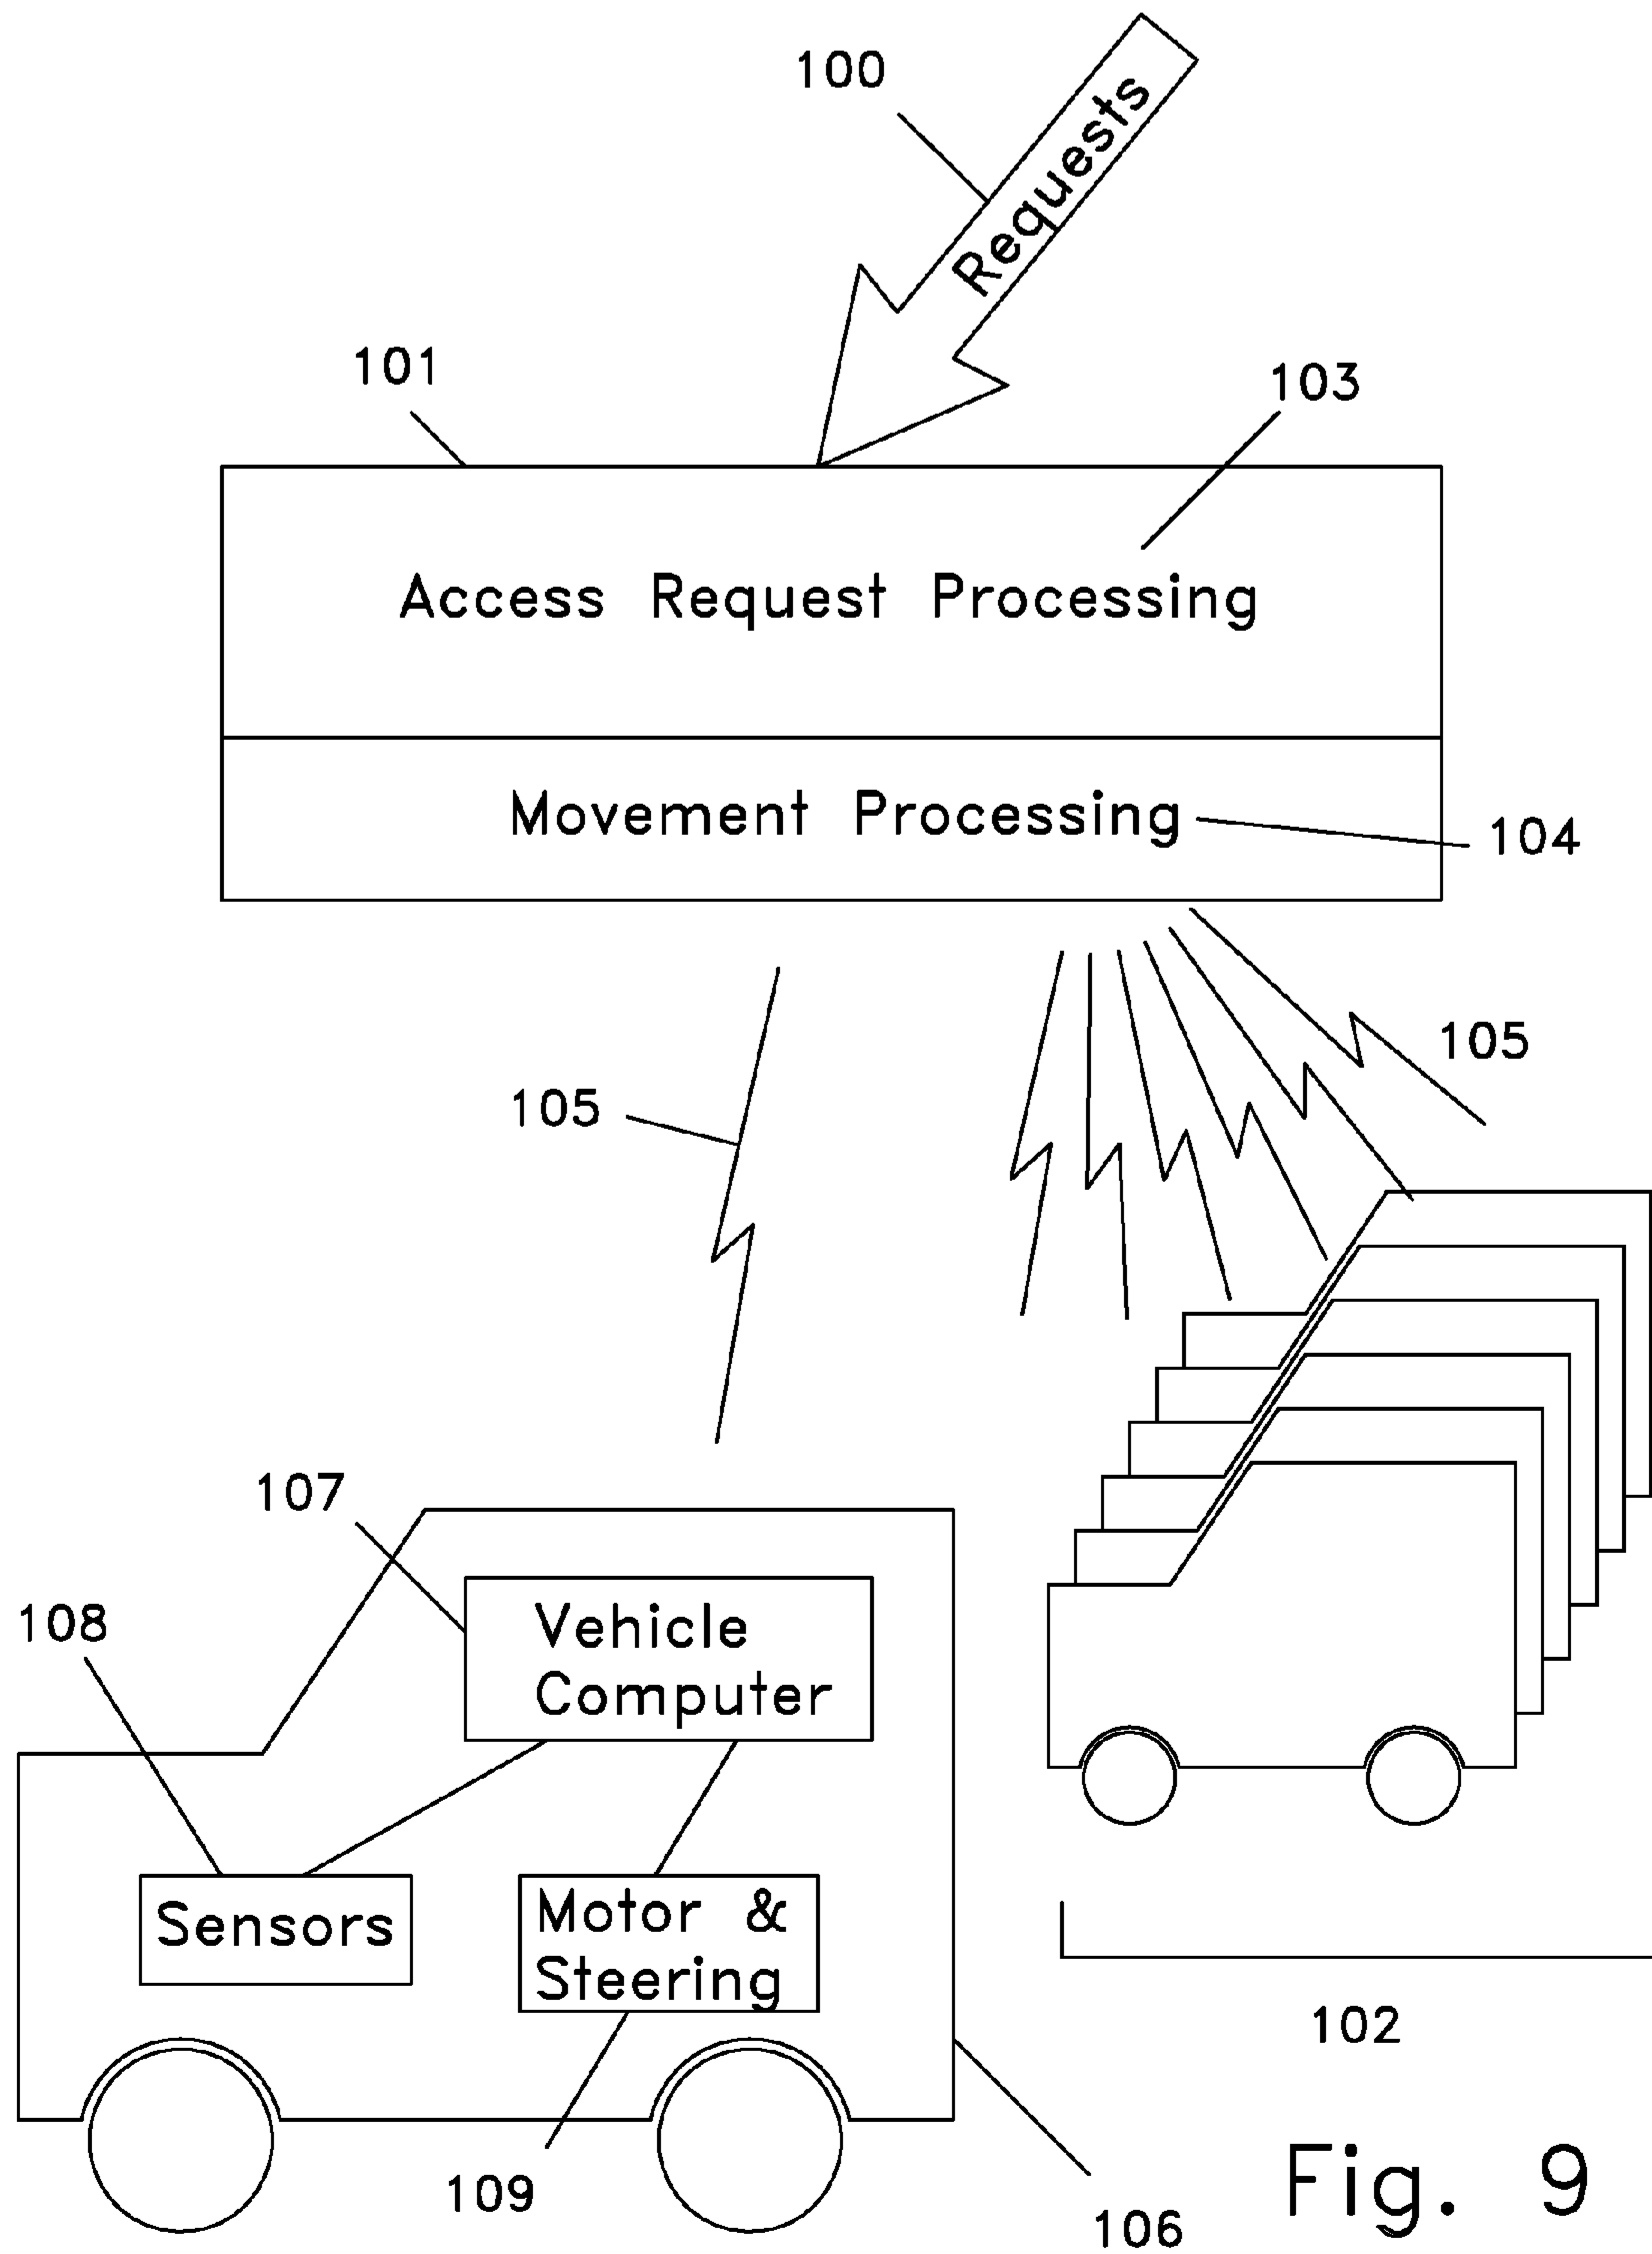 100
Requests
101
103
Access Request Processing
Movement Processing
104
105
105
107
108
Vehicle
Computer
Sensors
Motor &
Steering
102
109
106
Fig. 9